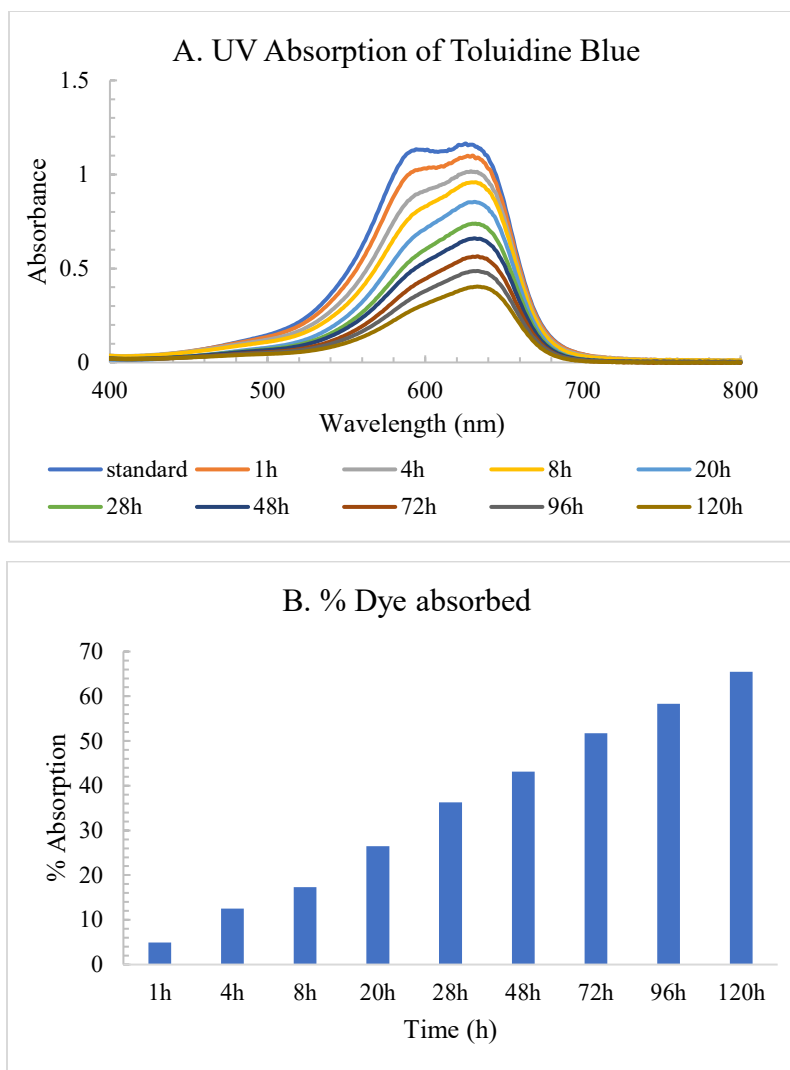 A. UV Absorption of Toluidine Blue
1.5
1
0.5
0
Absorbance
400 500 600 700 800
Wavelength (nm)
standard 1h 4h 8h 20h
28h 48h 72h 96h 120h
B. % Dye absorbed
70
60
50
40
30
20
10
0
% Absorption
1h 4h 8h 20h 28h 48h 72h 96h 120h
Time (h)